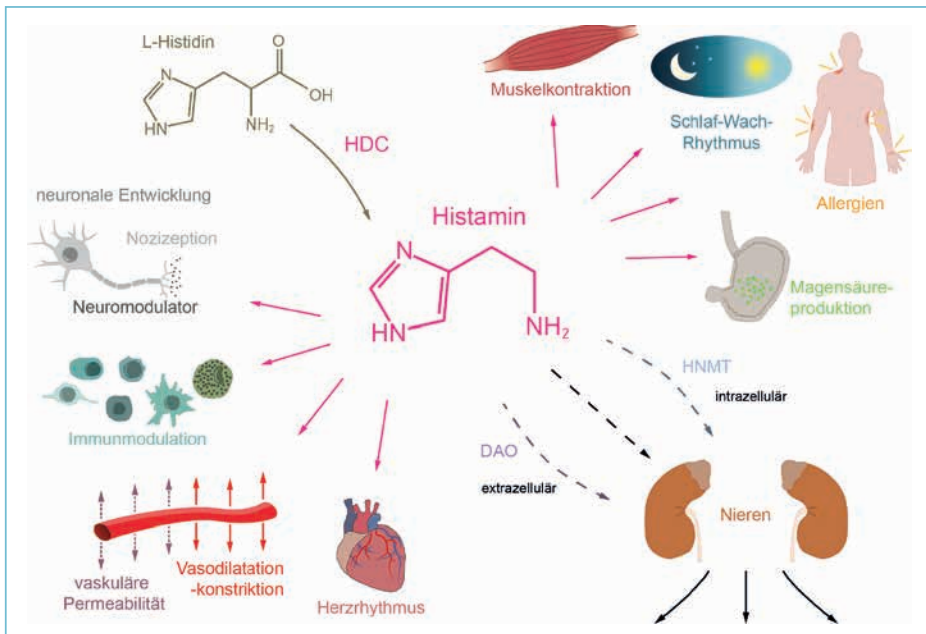 L-Histidin
N
O
OH
HN
NH2
HDC
Muskelkontraktion
Schlaf-Wach-
Rhythmus
Allergien
neuronale Entwicklung
Nozizeption
Neuromodulator
Histamin
N
HN
NH2
Magensäure-
produktion
Immunmodulation
HNMT
intrazellulär
DAO
extrazellulär
Nieren
vaskuläre
Permeabilität
Vasodilatation
-konstriktion
Herzrhythmus